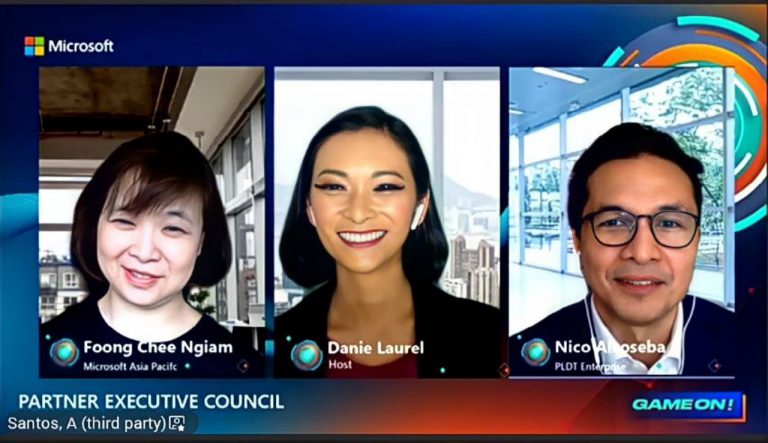 Microsoft
Foong Chee Ngiam
Microsoft Asia Pacifc
Danie Laurel
Host
Nico
PLDT Enterprise
PARTNER EXECUTIVE COUNCIL
GAME ON!
Santos, A (third party)